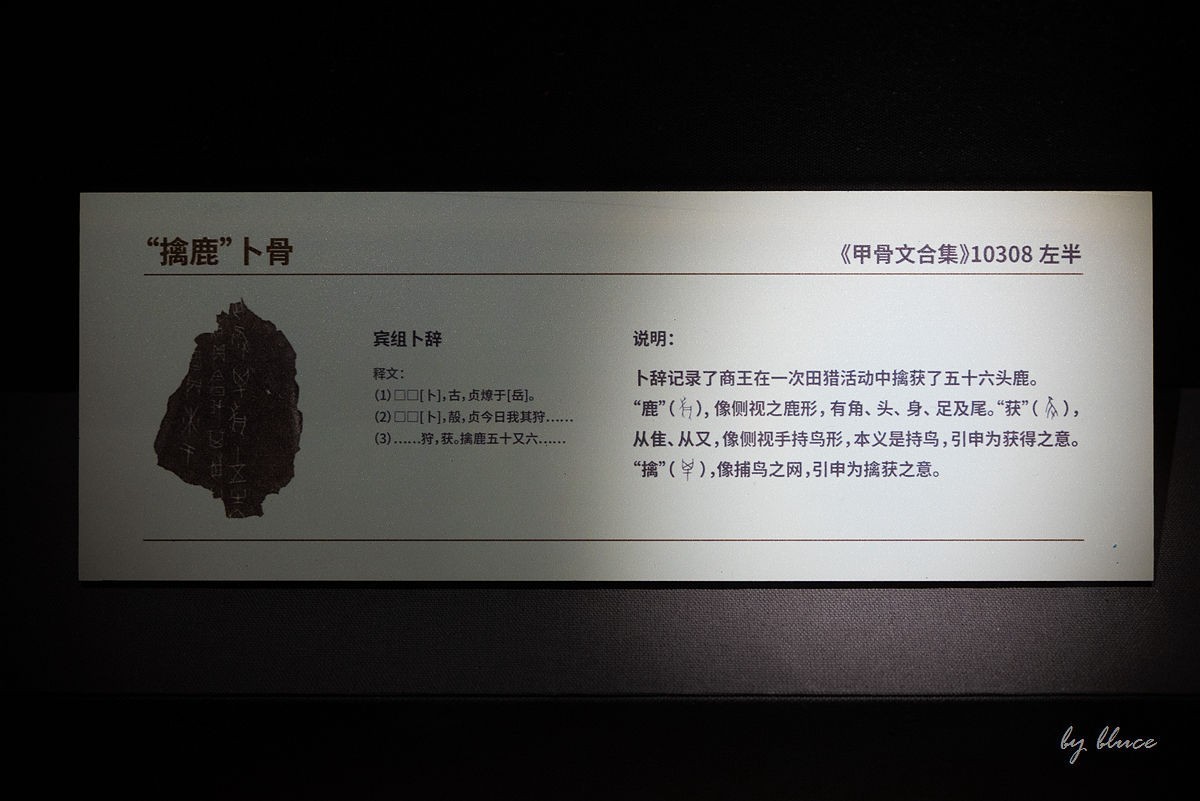 “擒鹿”卜骨
《甲骨文合集》10308 左半
宾组卜辞
释文：
（1）□□[卜]，古，贞燎于[岳]。
（2）□□[卜]，㱿，贞今日我其狩……
（3）……狩，获。擒鹿五十又六……
说明：
卜辞记录了商王在一次田猎活动中擒获了五十六头鹿。
“鹿”（ ），像侧视之鹿形，有角、头、身、足及尾。“获”（ ），
从隹、从又，像侧视手持鸟形，本义是持鸟，引申为获得之意。
“擒”（ ），像捕鸟之网，引申为擒获之意。
by bluce